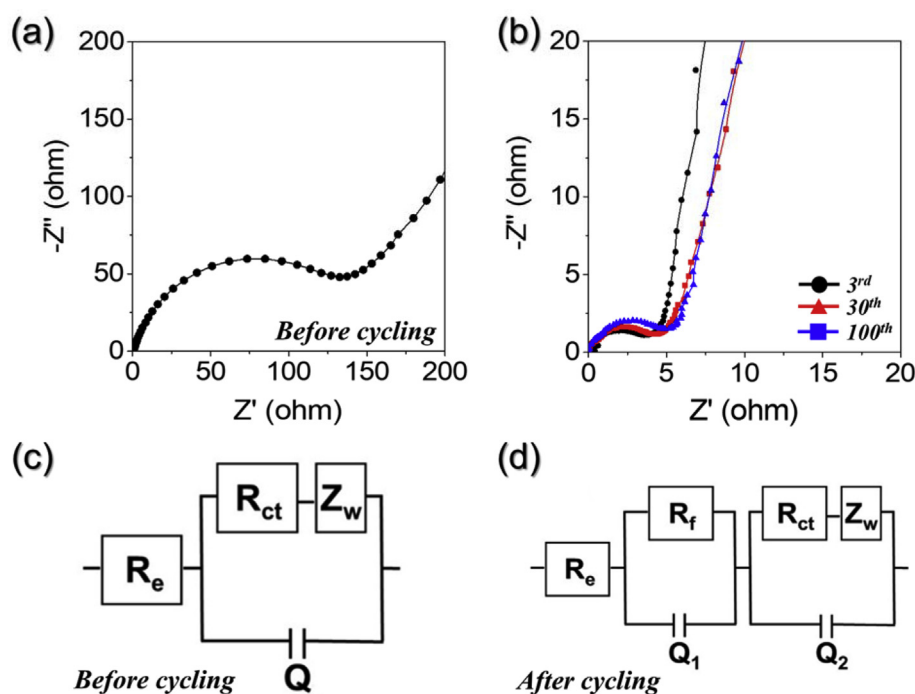 (a)
200
150
100
50
0
-Z" (ohm)
Before cycling
0 50 100 150 200
Z' (ohm)
(b)
20
15
10
5
0
-Z" (ohm)
3rd
30th
100th
0 5 10 15 20
Z' (ohm)
(c)
Rct Zw
Re
Q
Before cycling
(d)
Rf Rct Zw
Re
Q1 Q2
After cycling